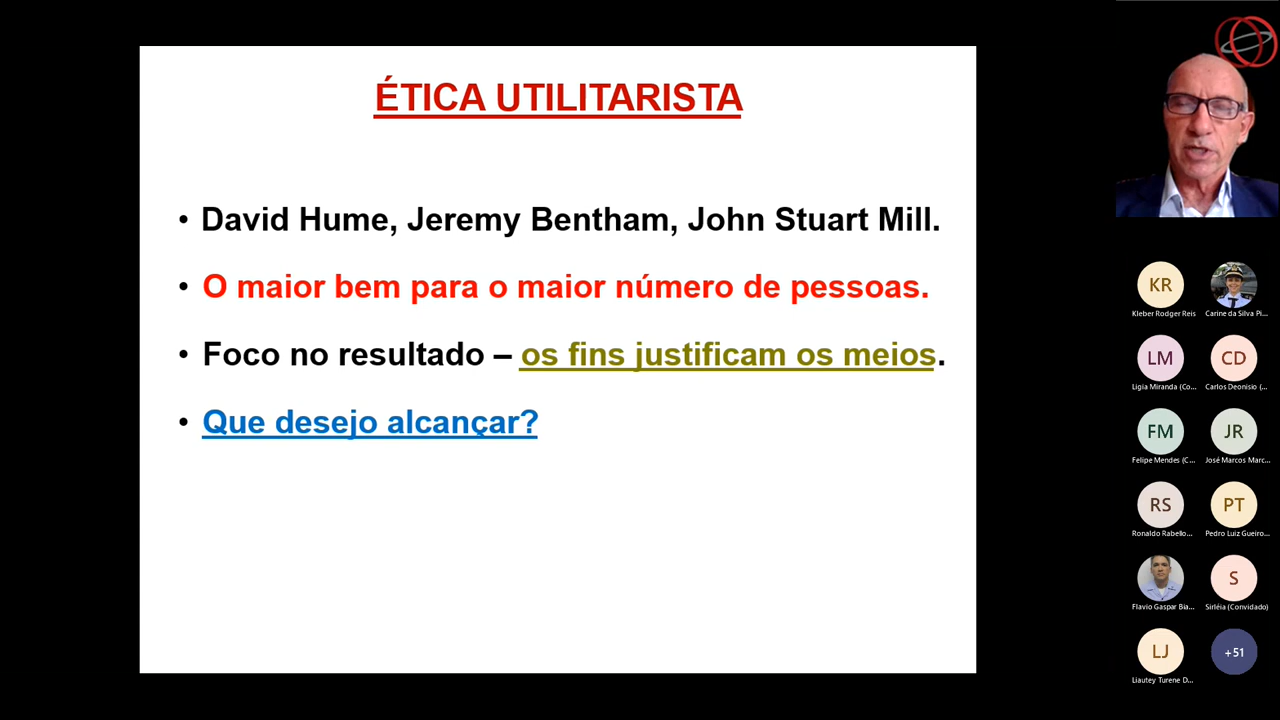 ÉTICA UTILITARISTA
• David Hume, Jeremy Bentham, John Stuart Mill.
• O maior bem para o maior número de pessoas.
• Foco no resultado – os fins justificam os meios.
• Que desejo alcançar?
KR
Kleber Rodger Reis
Carine da Silva Pi...
LM
CD
Ligia Miranda (Co...
Carlos Deonisio (...
FM
JR
Felipe Mendes (C...
José Marcos Marc...
RS
PT
Ronaldo Rabello...
Pedro Luiz Gueiro...
S
Flavio Gaspar Bia...
Sirléia (Convidado)
LJ
+51
Liautey Turene D...